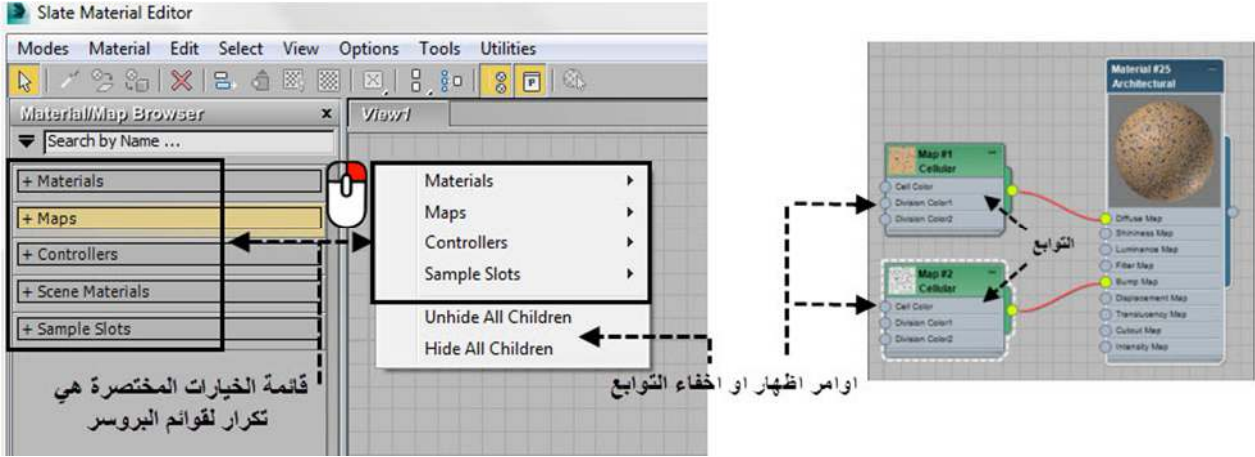 Slate Material Editor
Modes Material Edit Select View Options Tools Utilities
Material/Map Browser x
View1
Search by Name ...
+ Materials
+ Maps
+ Controllers
+ Scene Materials
+ Sample Slots
Materials
Maps
Controllers
Sample Slots
Unhide All Children
Hide All Children
قائمة الخيارات المختصرة هي
تكرار لقوائم البروسر
اوامر اظهار او اخفاء التوابع
Map #1
Cellular
Cell Color
Division Color1
Division Color2
Map #2
Cellular
Cell Color
Division Color1
Division Color2
التوابع
Material #25
Architectural
Diffuse Map
Shininess Map
Luminance Map
Filter Map
Bump Map
Displacement Map
Translucency Map
Cutout Map
Intensity Map